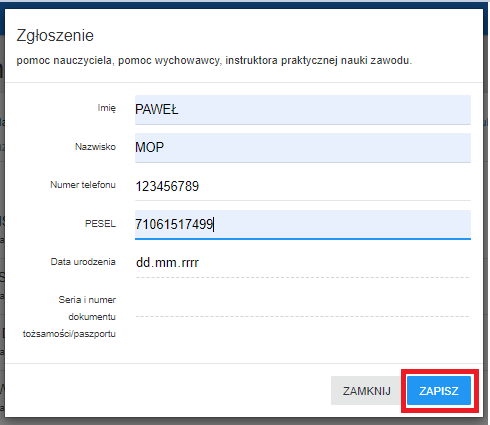 Zgłoszenie
pomoc nauczyciela, pomoc wychowawcy, instruktora praktycznej nauki zawodu.
Imię PAWEŁ
Nazwisko MOP
Numer telefonu 123456789
PESEL 71061517499
Data urodzenia dd.mm.rrrr
Seria i numer
dokumentu
tożsamości/paszportu
ZAMKNIJ ZAPISZ